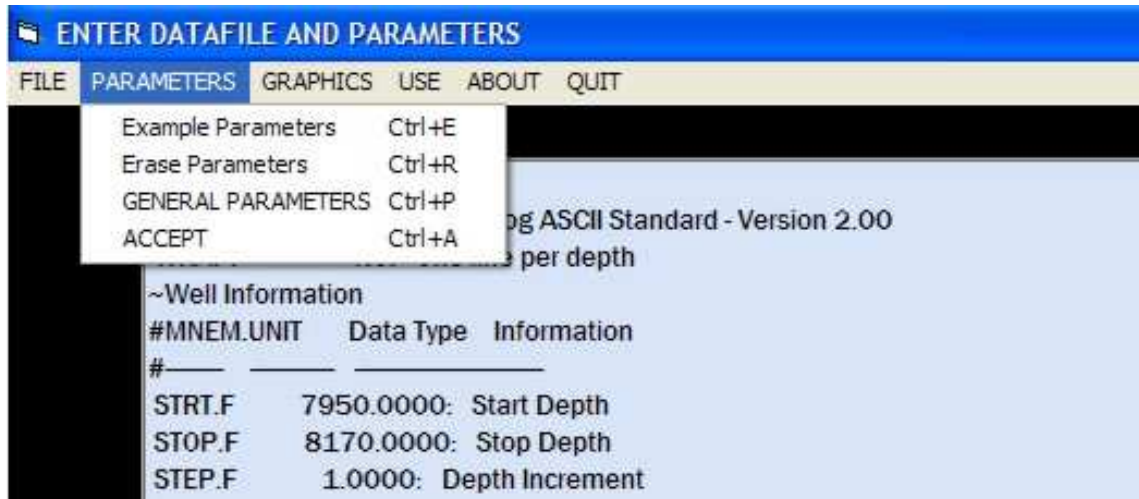 ENTER DATAFILE AND PARAMETERS
FILE PARAMETERS GRAPHICS USE ABOUT QUIT
Example Parameters Ctrl+E
Erase Parameters Ctrl+R
GENERAL PARAMETERS Ctrl+P
ACCEPT Ctrl+A
ASCII Standard - Version 2.00
per depth
~Well Information
#MNEM.UNIT Data Type Information
#—— ——— ——————
STRT.F 7950.0000: Start Depth
STOP.F 8170.0000: Stop Depth
STEP.F 1.0000: Depth Increment